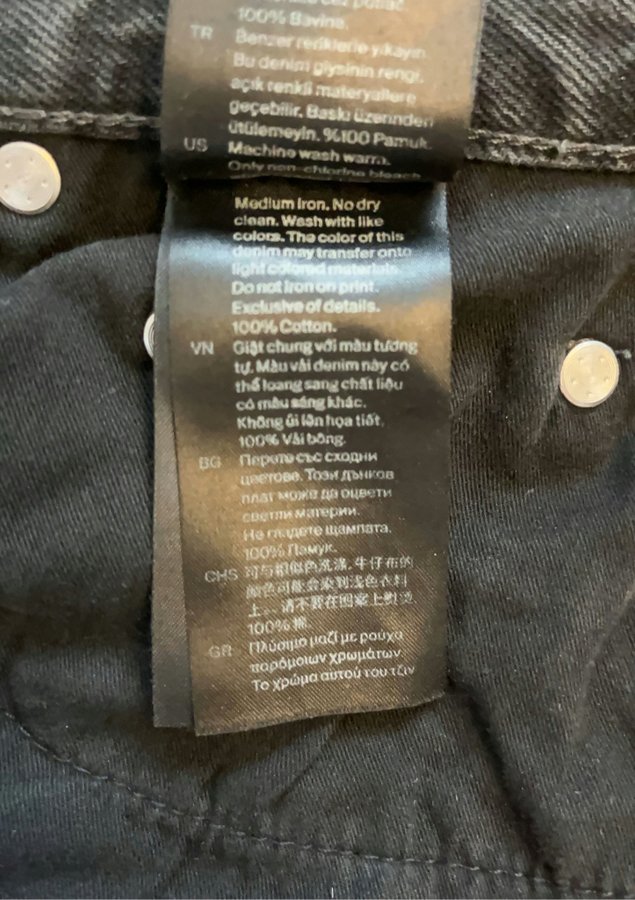 100% Bavlna.
TR Benzer renklerle yıkayın.
Bu denim giysinin rengi,
açık renkli materyallere
geçebilir. Baskı üzerinden
ütülemeyin. %100 Pamuk.
US Machine wash warm.
Only non-chlorine bleach
Medium iron. No dry
clean. Wash with like
colors. The color of this
denim may transfer onto
light colored materials.
Do not iron on print.
Exclusive of details.
100% Cotton.
VN Giặt chung với màu tương
tự. Màu vải denim này có
thể loang sang chất liệu
có màu sáng khác.
Không ủi lên họa tiết.
100% Vải bông.
BG Перете със сходни
цветове. Този дънков
плат може да оцвети
светли материи.
Не гладете щампата.
100% Памук.
CHS 可与相似色洗涤. 牛仔布的
颜色可能会染到浅色衣料
上。. 请不要在图案上熨烫.
100% 棉.
GR Πλύσιμο μαζί με ρούχα
παρόμοιων χρωμάτων.
Το χρώμα αυτού του τζιν